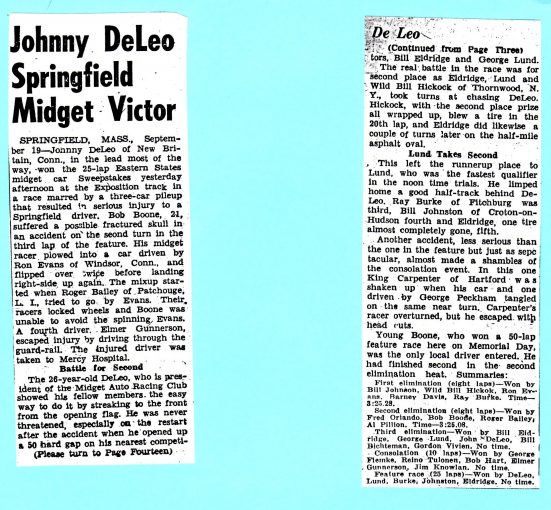 Johnny DeLeo
Springfield
Midget Victor
SPRINGFIELD, MASS., Septem-
ber 19—Jonnny DeLeo of New Bri-
tain, Conn., in the lead most of the
way, won the 25-lap Eastern States
midget car Sweepstakes yesterday
afternoon at the Exposition track in
a race marred by a three-car pileup
that resulted in serious injury to a
Springfield driver. Bob Boone, 21,
suffered a possible fractured skull in
an accident on the second turn in the
third lap of the feature. His midget
racer plowed into a car driven by
Ron Evans of Windsor, Conn., and
flipped over twice before landing
right-side up again. The mixup star-
ted when Roger Bailey of Patchouge,
L. I., tried to go by Evans. Their
racers locked wheels and Boone was
unable to avoid the spinning Evans.
A fourth driver, Elmer Gunnerson,
escaped injury by driving through the
guard-rail. The injured driver was
taken to Mercy Hospital.
Battle for Second
The 26-year-old DeLeo, who is pres-
ident of the Midget Auto Racing Club
showed his fellow members the easy
way to do it by streaking to the front
from the opening flag. He was never
threatened, especially on the restart
after the accident when he opened up
a 50 hard gap on his nearest competi-
(Please turn to Page Fourteen)
De Leo
(Continued from Page Three)
tors, Bill Eldridge and George Lund.
The real battle in the race was for
second place as Eldridge, Lund and
Wild Bill Hickock of Thornwood, N.
Y., took turns at chasing DeLeo.
Hickock, with the second place prize
all wrapped up, blew a tire in the
20th lap, and Eldridge did likewise a
couple of turns later on the half-mile
asphalt oval.
Lund Takes Second
This left the runnerup place to
Lund, who was the fastest qualifier
in the noon time trials. He limped
home a good half-track behind De-
Leo. Ray Burke of Fitchburg was
third, Bill Johnston of Croton-on-
Hudson fourth and Eldridge, one tire
almost completely gone, fifth.
Another accident, less serious than
the one in the feature but just as sepc
tacular, almost made a shambles of
the consolation event. In this one
King Carpenter of Hartford was
shaken up when his car and one
driven by George Peckham tangled
on the same near turn. Carpenter's
racer overturned, but he escaped with
head cuts.
Young Boone, who won a 50-lap
feature race here on Memorial Day,
was the only local driver entered. He
had finished second in the second
elimination heat. Summaries:
First elimination (eight laps)—Won by
Bill Johnson, Wild Bill Hickok, Ron Ev-
ans, Barney Davis, Ray Burke. Time—
3:25.28.
Second elimination (eight laps)—Won by
Fred Orlando, Bob Boone, Roger Bailey,
Al Pillion. Time—3:25.08.
Third elimination—Won by Bill Eld-
ridge, George Lund, John DeLeo, Bill
Bichteman, Gordon Vivien. No time.
Consolation (10 laps)—Won by George
Flemke, Reino Tulonen, Bob Hart, Elmer
Gunnerson, Jim Knowlan. No time.
Feature race (25 laps)—Won by DeLeo,
Lund, Burke, Johnston, Eldridge. No time.